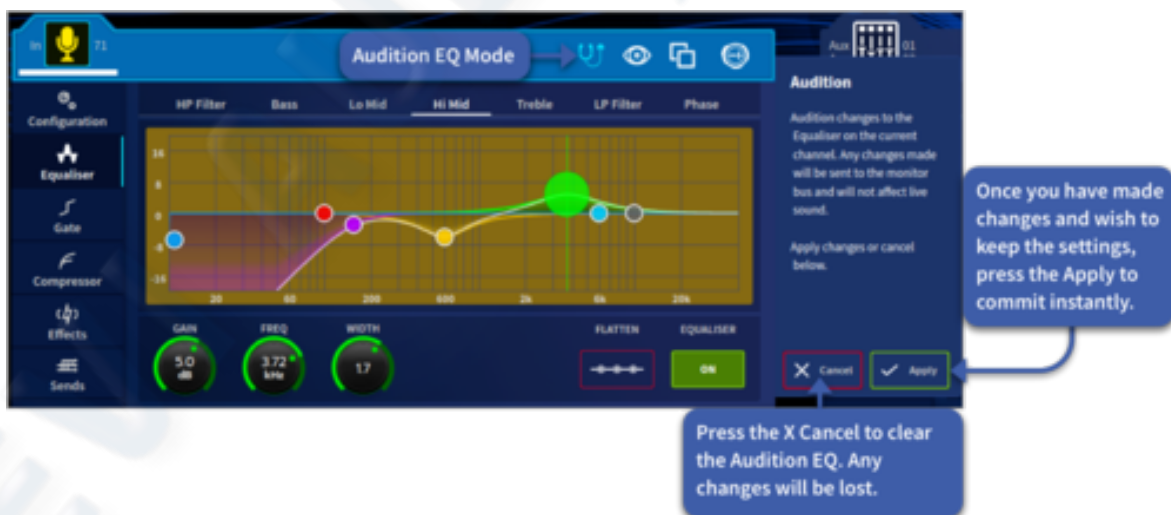 In 71
Audition EQ Mode
Aux 01
HP Filter Bass Lo Mid Hi Mid Treble LP Filter Phase
Configuration
Equaliser
Gate
Compressor
Effects
Sends
16
8
0
-8
-16
20 60 200 600 2k 6k 20k
GAIN FREQ WIDTH FLATTEN EQUALISER
5.0
dB
3.72
kHz
1.7
ON
Audition
Audition changes to the
Equaliser on the current
channel. Any changes made
will be sent to the monitor
bus and will not affect live
sound.
Apply changes or cancel
below.
Cancel Apply
Once you have made
changes and wish to
keep the settings,
press the Apply to
commit instantly.
Press the X Cancel to clear
the Audition EQ. Any
changes will be lost.